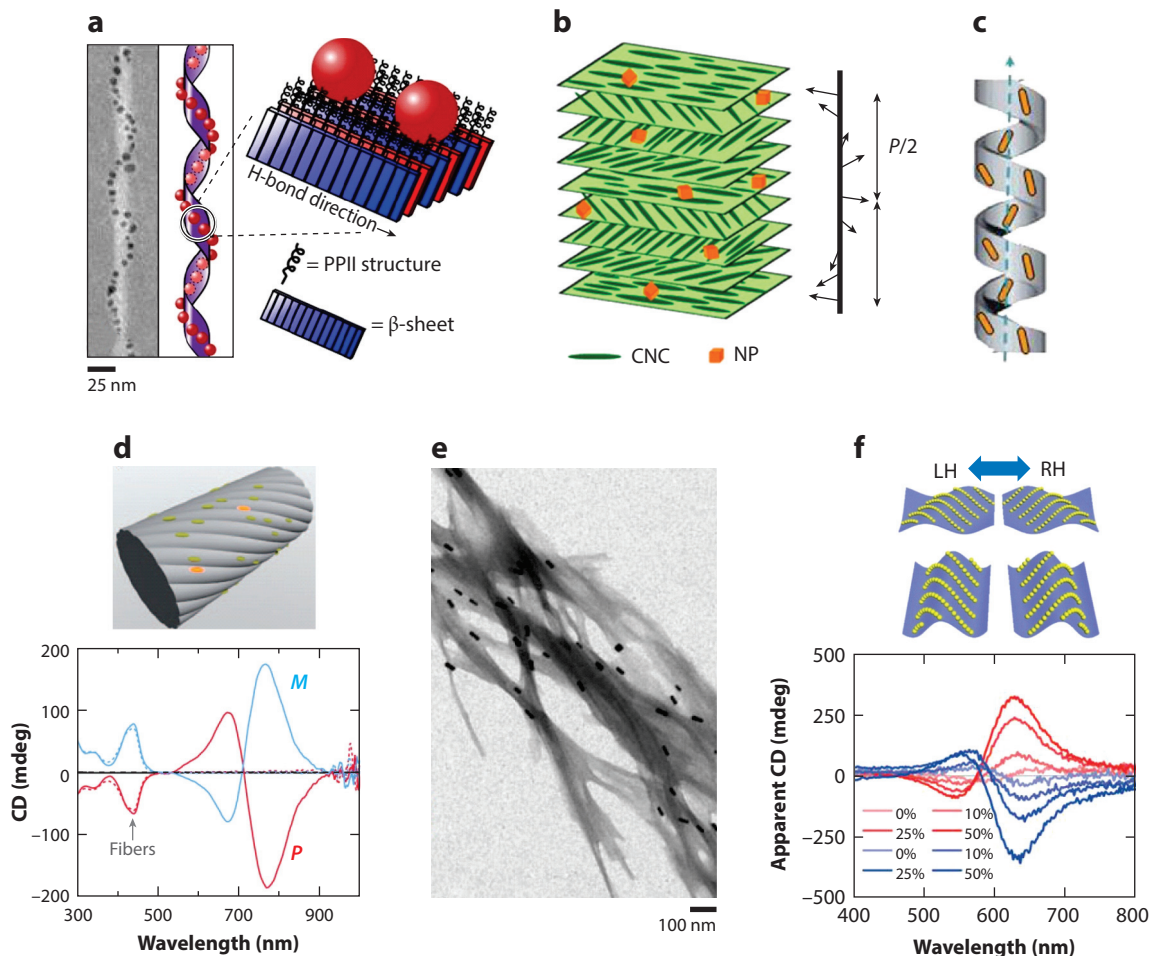 a
H-bond direction
= PPII structure
= β-sheet
25 nm
b
P/2
CNC
NP
c
d
200
100
0
−100
−200
CD (mdeg)
M
P
Fibers
300
500
700
900
Wavelength (nm)
e
100 nm
f
LH
RH
500
250
0
−250
−500
Apparent CD (mdeg)
0%
10%
25%
50%
0%
10%
25%
50%
400
500
600
700
800
Wavelength (nm)